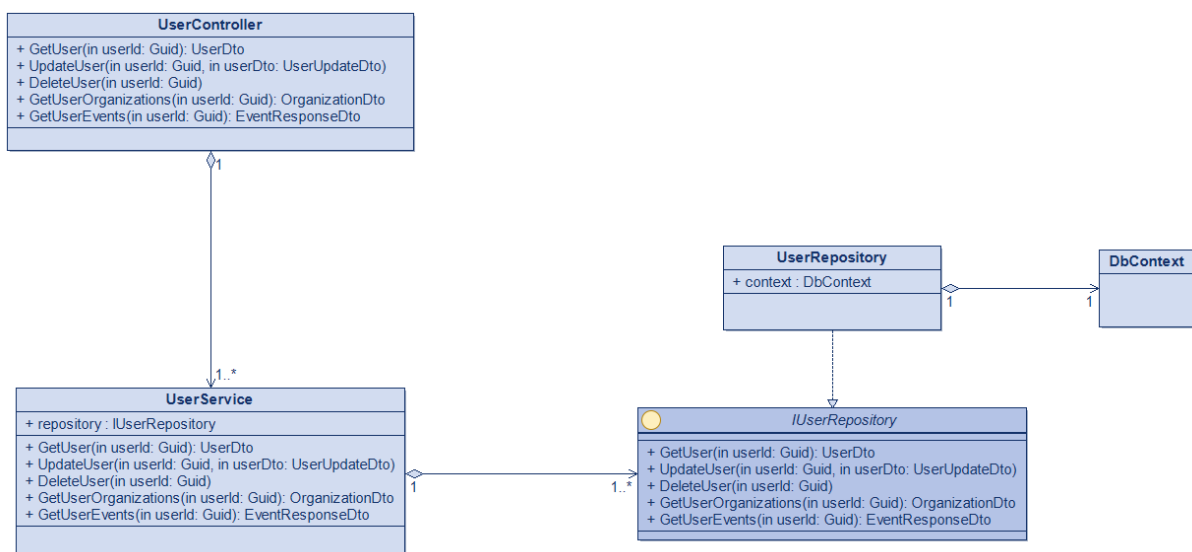 UserController
+ GetUser(in userId: Guid): UserDto
+ UpdateUser(in userId: Guid, in userDto: UserUpdateDto)
+ DeleteUser(in userId: Guid)
+ GetUserOrganizations(in userId: Guid): OrganizationDto
+ GetUserEvents(in userId: Guid): EventResponseDto
1
1..*
UserService
+ repository : IUserRepository
+ GetUser(in userId: Guid): UserDto
+ UpdateUser(in userId: Guid, in userDto: UserUpdateDto)
+ DeleteUser(in userId: Guid)
+ GetUserOrganizations(in userId: Guid): OrganizationDto
+ GetUserEvents(in userId: Guid): EventResponseDto
1
1..*
UserRepository
+ context : DbContext
1
1
DbContext
IUserRepository
+ GetUser(in userId: Guid): UserDto
+ UpdateUser(in userId: Guid, in userDto: UserUpdateDto)
+ DeleteUser(in userId: Guid)
+ GetUserOrganizations(in userId: Guid): OrganizationDto
+ GetUserEvents(in userId: Guid): EventResponseDto